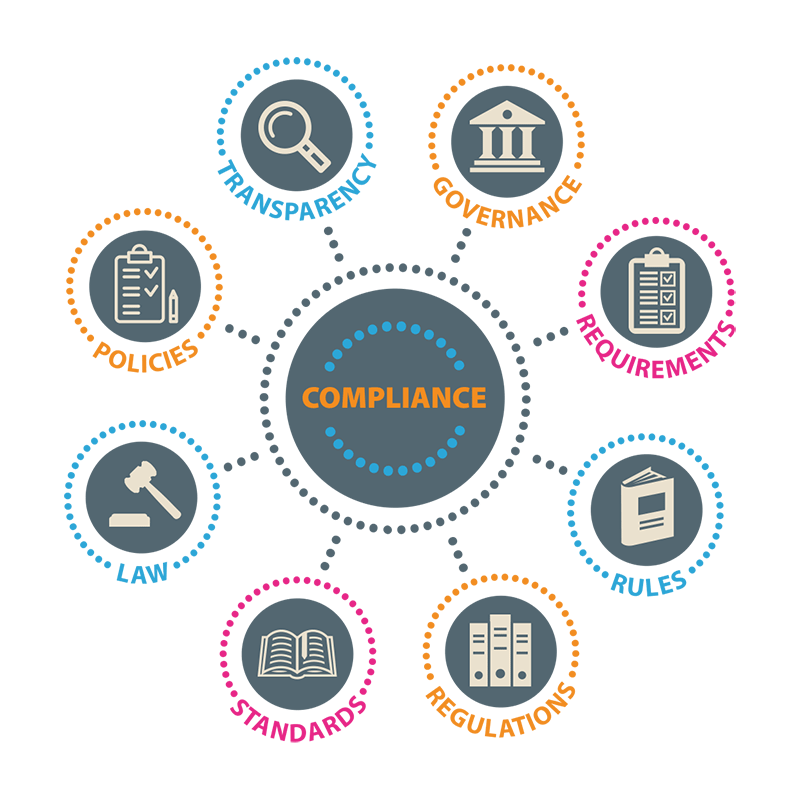 TRANSPARENCY
GOVERNANCE
POLICIES
REQUIREMENTS
COMPLIANCE
LAW
RULES
STANDARDS
REGULATIONS